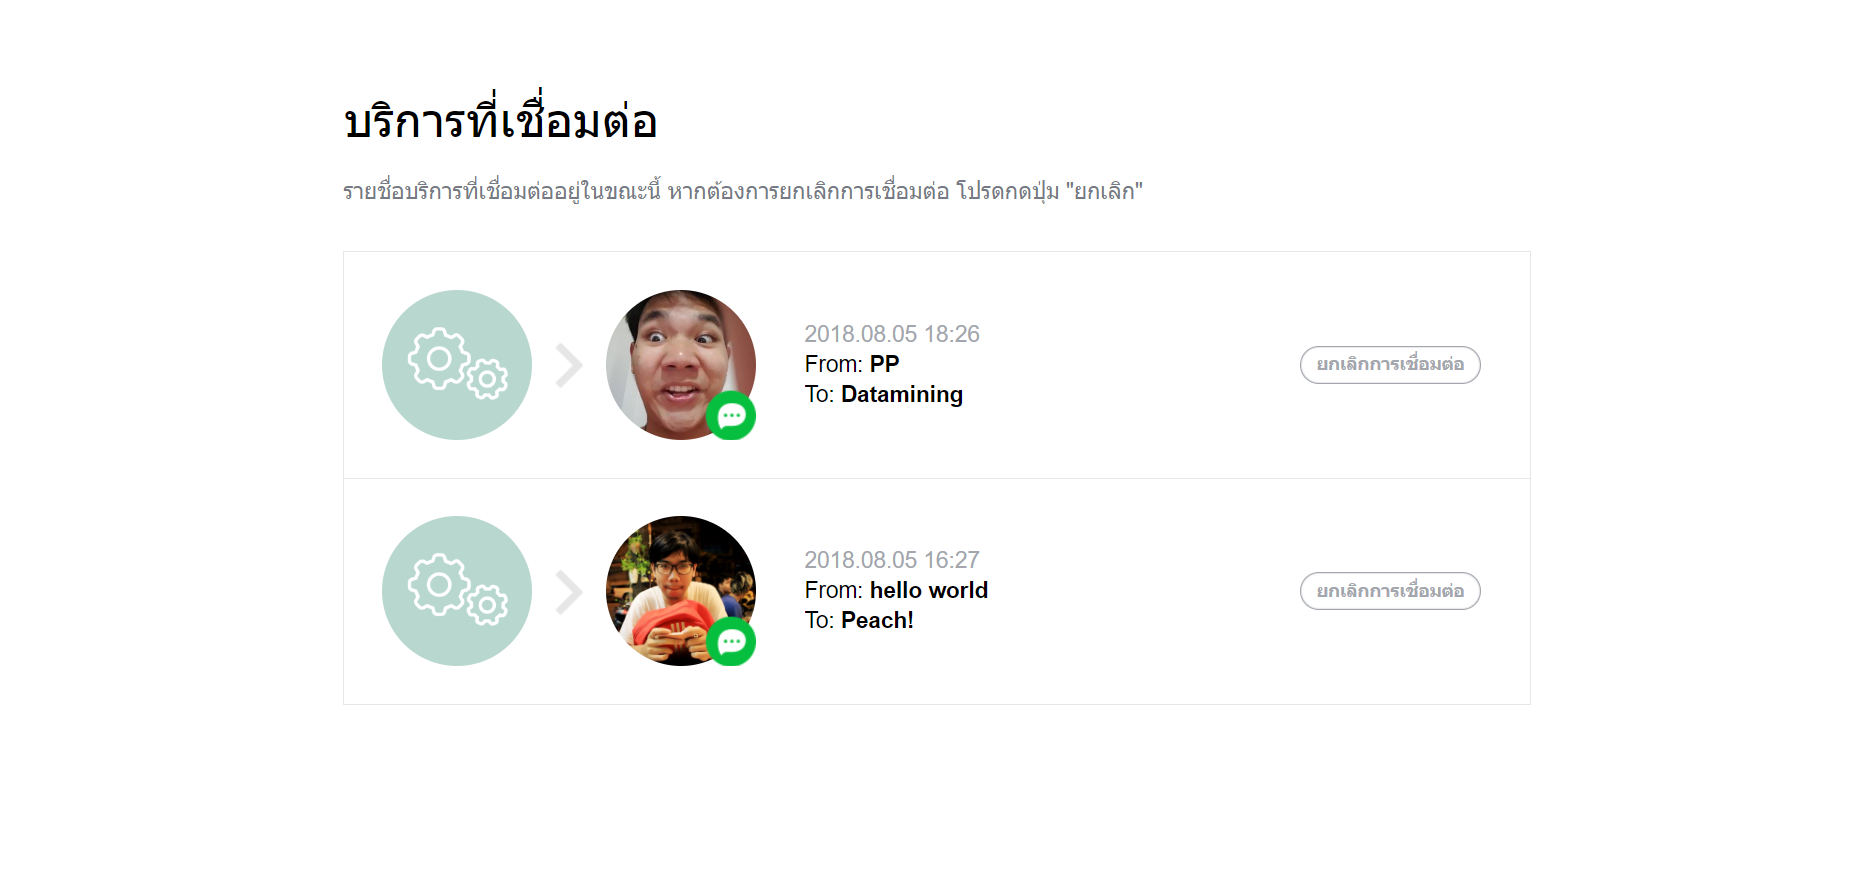 บริการที่เชื่อมต่อ
รายชื่อบริการที่เชื่อมต่ออยู่ในขณะนี้ หากต้องการยกเลิกการเชื่อมต่อ โปรดกดปุ่ม "ยกเลิก"
2018.08.05 18:26
From: PP
To: Datamining
ยกเลิกการเชื่อมต่อ
2018.08.05 16:27
From: hello world
To: Peach!
ยกเลิกการเชื่อมต่อ